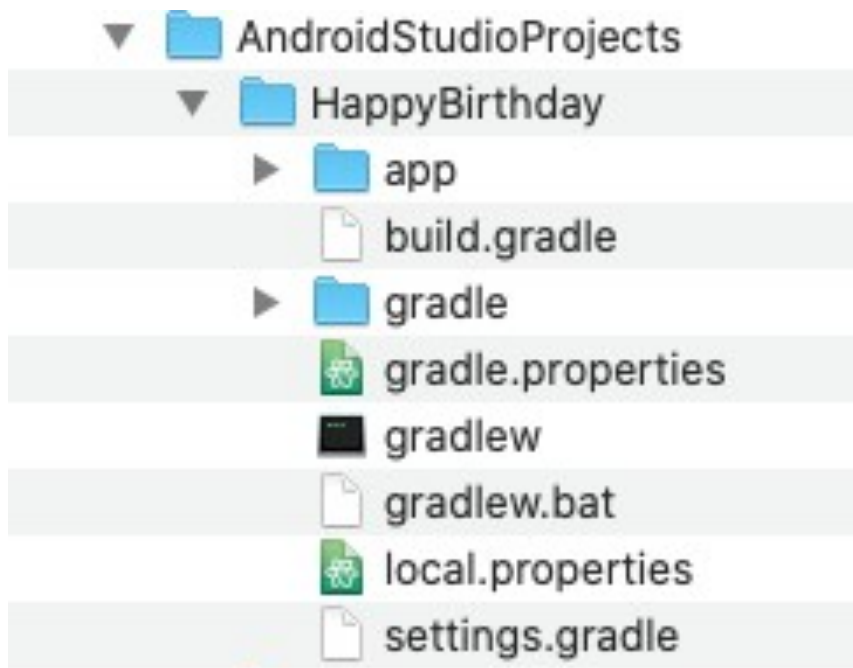 AndroidStudioProjects
HappyBirthday
app
build.gradle
gradle
gradle.properties
gradlew
gradlew.bat
local.properties
settings.gradle